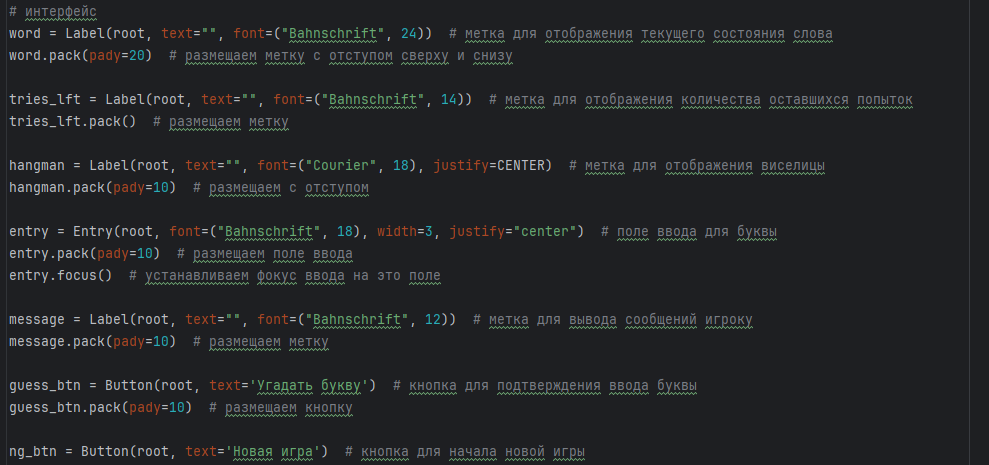 # интерфейс
word = Label(root, text="", font=("Bahnschrift", 24))  # метка для отображения текущего состояния слова
word.pack(pady=20)  # размещаем метку с отступом сверху и снизу

tries_lft = Label(root, text="", font=("Bahnschrift", 14))  # метка для отображения количества оставшихся попыток
tries_lft.pack()  # размещаем метку

hangman = Label(root, text="", font=("Courier", 18), justify=CENTER)  # метка для отображения виселицы
hangman.pack(pady=10)  # размещаем с отступом

entry = Entry(root, font=("Bahnschrift", 18), width=3, justify="center")  # поле ввода для буквы
entry.pack(pady=10)  # размещаем поле ввода
entry.focus()  # устанавливаем фокус ввода на это поле

message = Label(root, text="", font=("Bahnschrift", 12))  # метка для вывода сообщений игроку
message.pack(pady=10)  # размещаем метку

guess_btn = Button(root, text='Угадать букву')  # кнопка для подтверждения ввода буквы
guess_btn.pack(pady=10)  # размещаем кнопку

ng_btn = Button(root, text='Новая игра')  # кнопка для начала новой игры